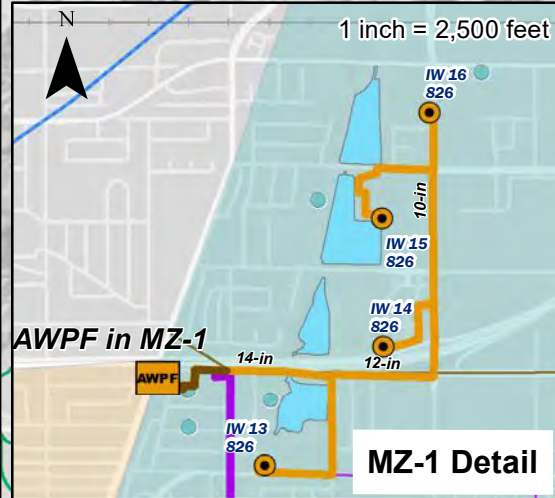 N
1 inch = 2,500 feet
IW 16
826
10-in
IW 15
826
IW 14
826
AWPF in MZ-1
14-in
12-in
AWPF
IW 13
826
MZ-1 Detail